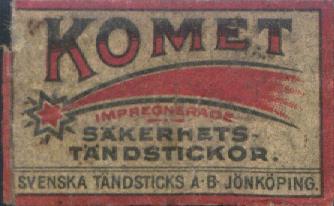 KOMET
IMPREGNERADE
SÄKERHETS-
TÄNDSTICKOR.
SVENSKA TÄNDSTICKS A-B- JÖNKÖPING.